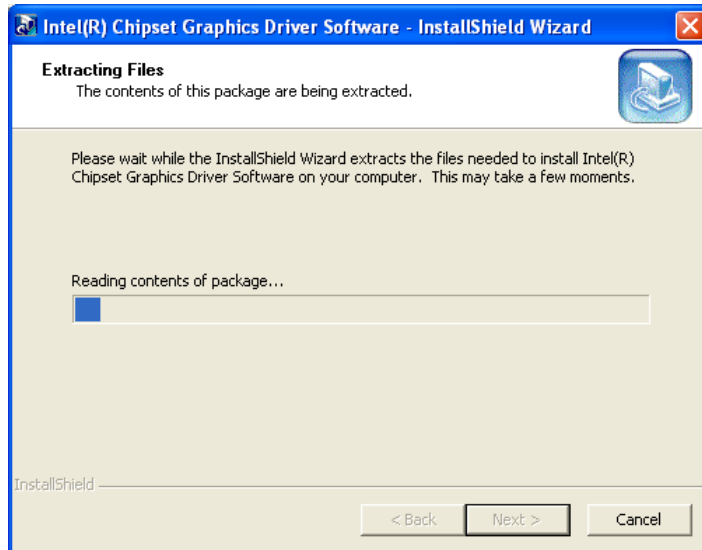 Intel(R) Chipset Graphics Driver Software - InstallShield Wizard
Extracting Files
The contents of this package are being extracted.
Please wait while the InstallShield Wizard extracts the files needed to install Intel(R)
Chipset Graphics Driver Software on your computer.  This may take a few moments.
Reading contents of package...
InstallShield
< Back
Next >
Cancel